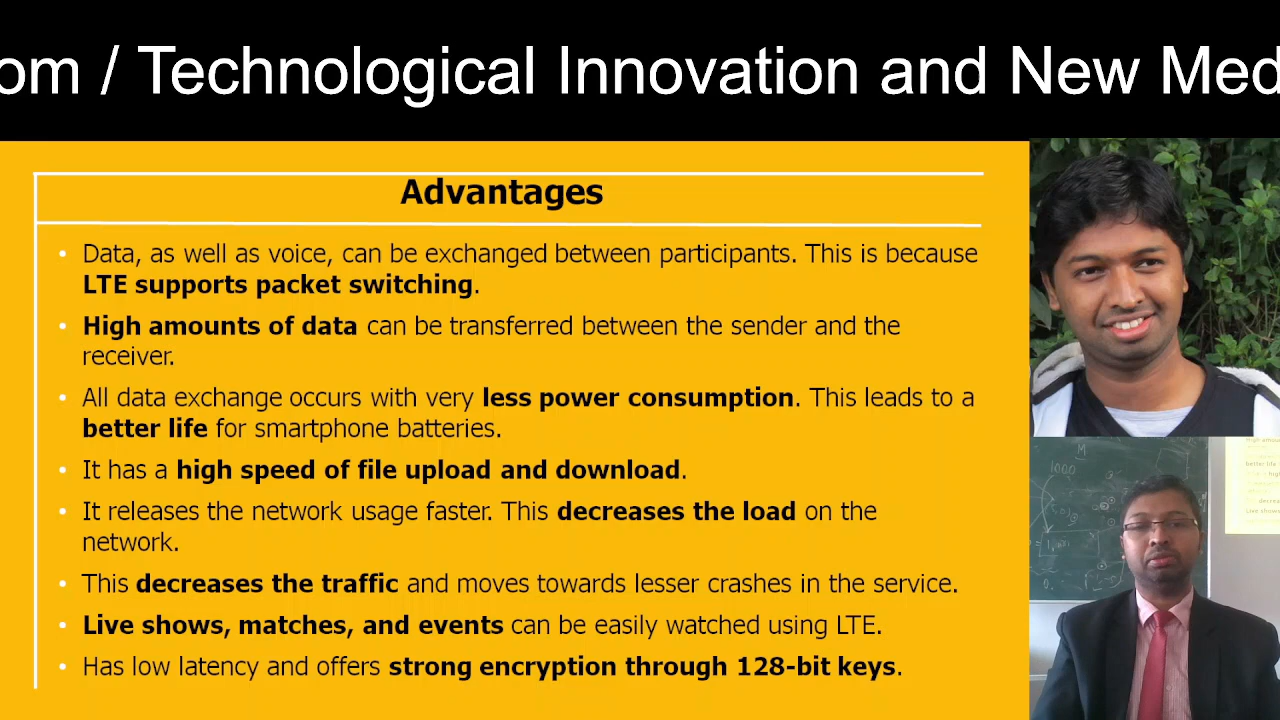 om / Technological Innovation and New Med
Advantages
• Data, as well as voice, can be exchanged between participants. This is because
LTE supports packet switching.
• High amounts of data can be transferred between the sender and the
receiver.
• All data exchange occurs with very less power consumption. This leads to a
better life for smartphone batteries.
• It has a high speed of file upload and download.
• It releases the network usage faster. This decreases the load on the
network.
• This decreases the traffic and moves towards lesser crashes in the service.
• Live shows, matches, and events can be easily watched using LTE.
• Has low latency and offers strong encryption through 128-bit keys.
1000
M